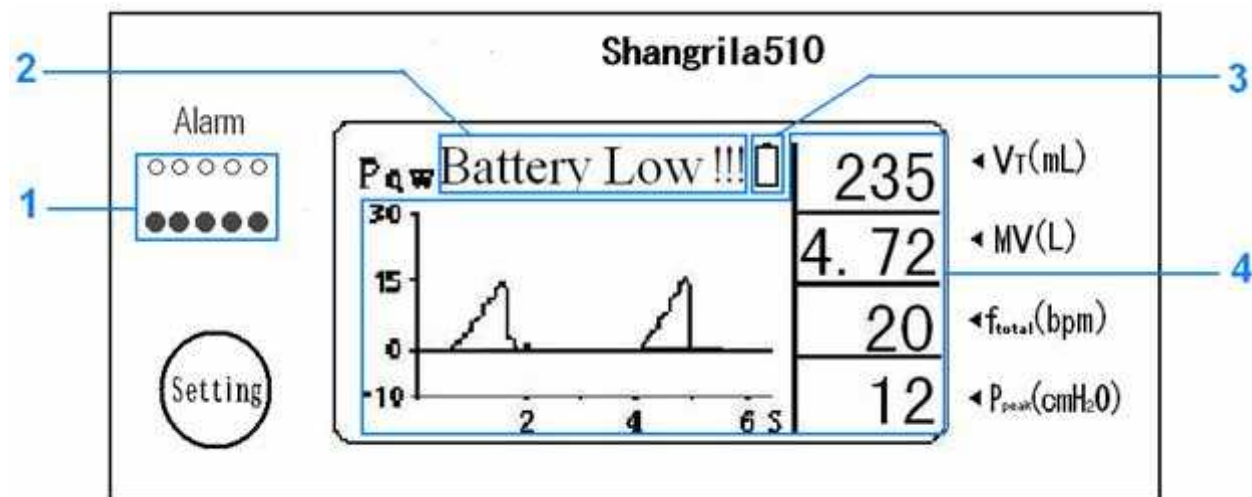 Shangrila510
2
3
Alarm
1
Paw
Battery Low !!!
235
VT(mL)
30
15
0
-10
2
4
6 S
4.72
MV(L)
4
20
ftotal(bpm)
12
Ppeak(cmH2O)
Setting